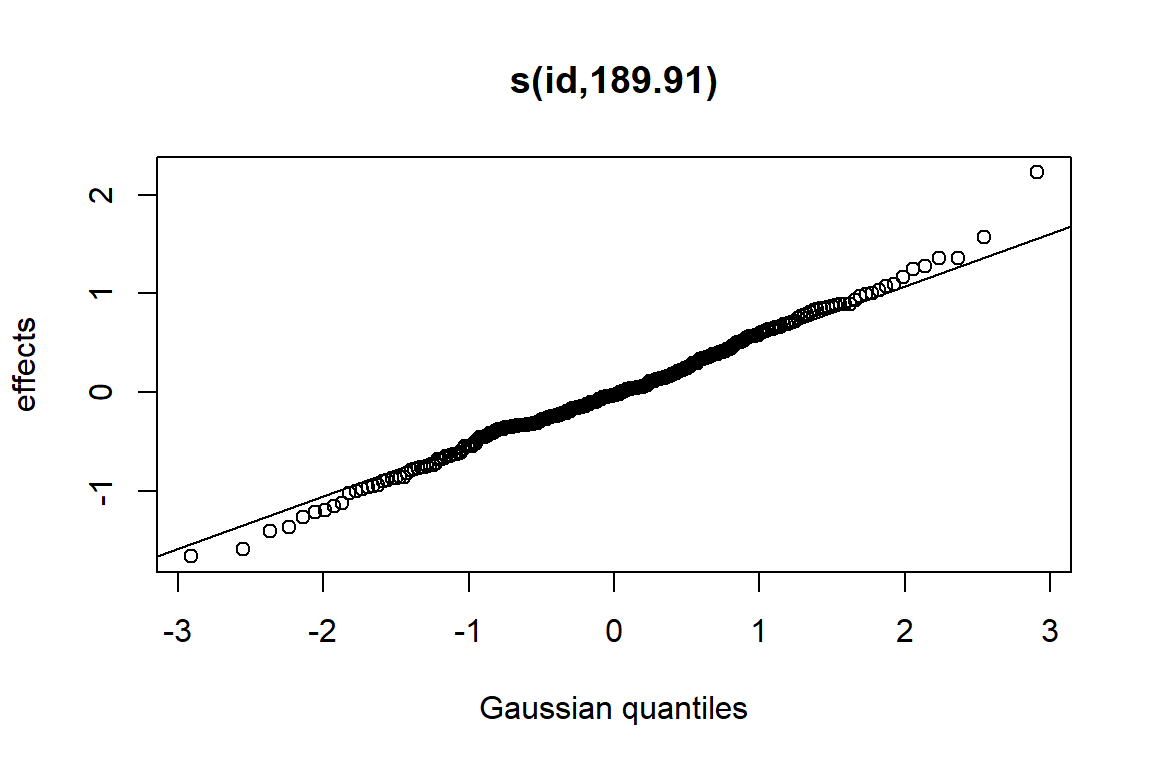 s(id,189.91)
effects
2
1
0
-1
-3 -2 -1 0 1 2 3
Gaussian quantiles